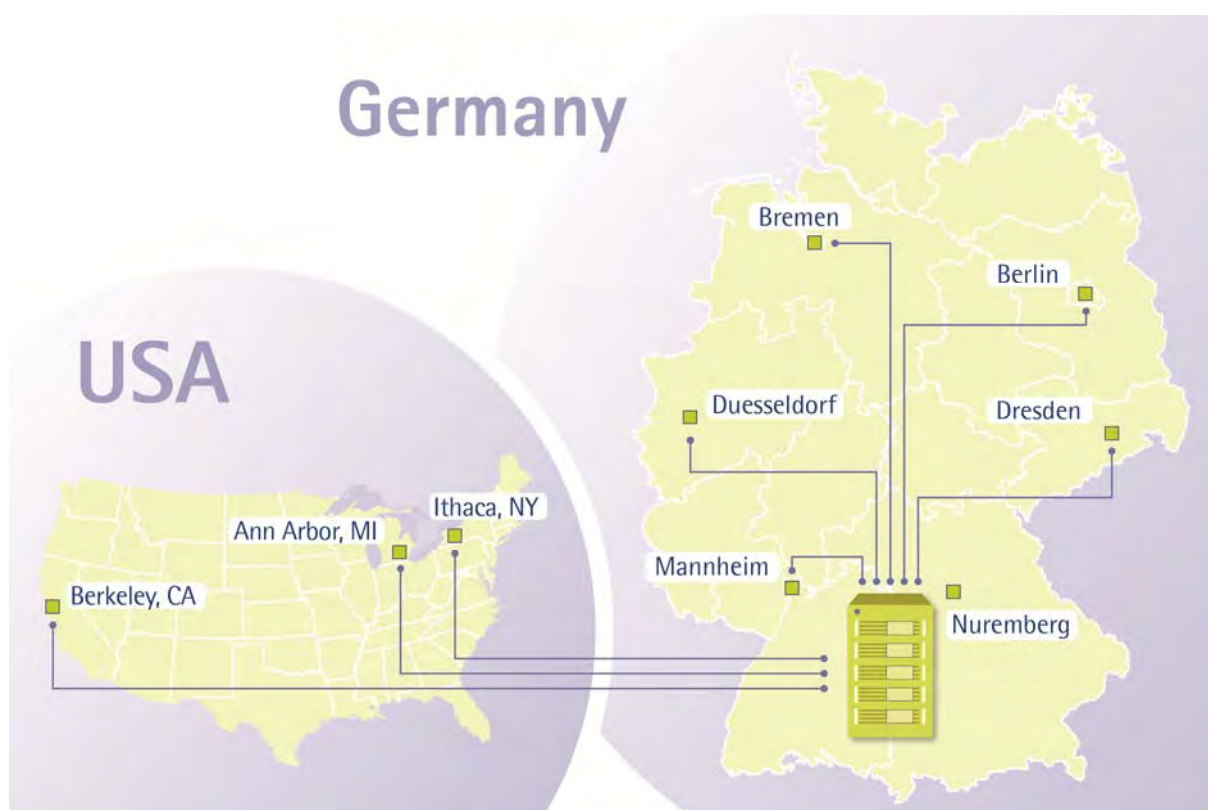 Germany
Bremen
Berlin
USA
Duesseldorf
Dresden
Ithaca, NY
Ann Arbor, MI
Mannheim
Berkeley, CA
Nuremberg